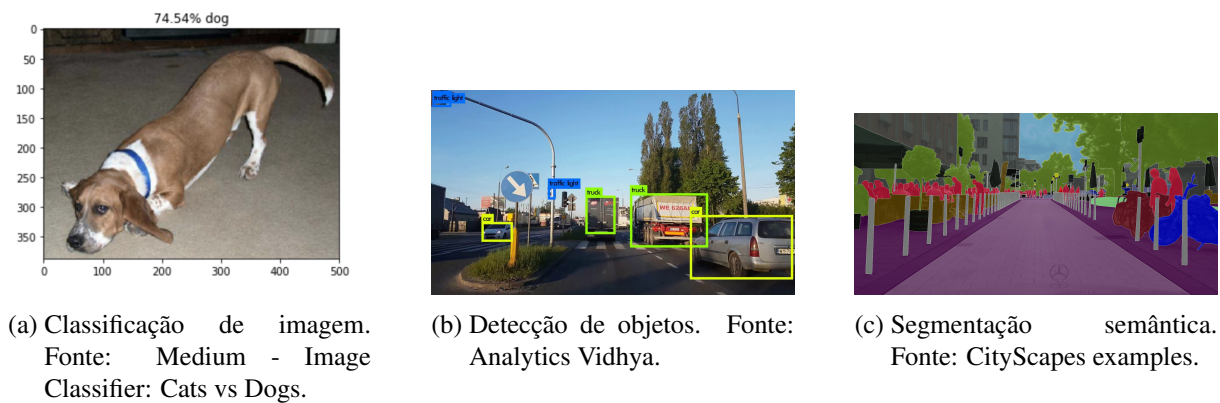 74.54% dog
0
50
100
150
200
250
300
350
0 100 200 300 400 500
traffic light
traffic light
truck
truck
car
car
WE 626
(a) Classificação de imagem.
Fonte: Medium - Image
Classifier: Cats vs Dogs.
(b) Detecção de objetos. Fonte:
Analytics Vidhya.
(c) Segmentação semântica.
Fonte: CityScapes examples.